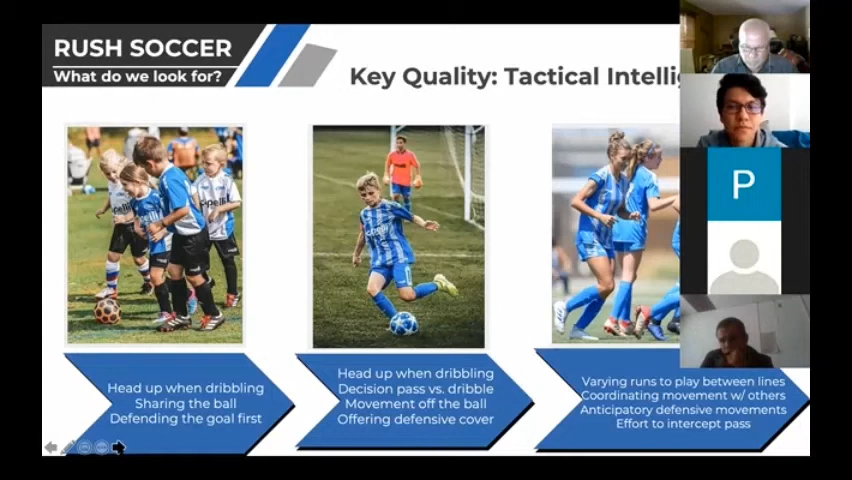 RUSH SOCCER
What do we look for?
Key Quality: Tactical Intellig
P
Head up when dribbling
Sharing the ball
Defending the goal first
Head up when dribbling
Decision pass vs. dribble
Movement off the ball
Offering defensive cover
Varying runs to play between lines
Coordinating movement w/ others
Anticipatory defensive movements
Effort to intercept pass